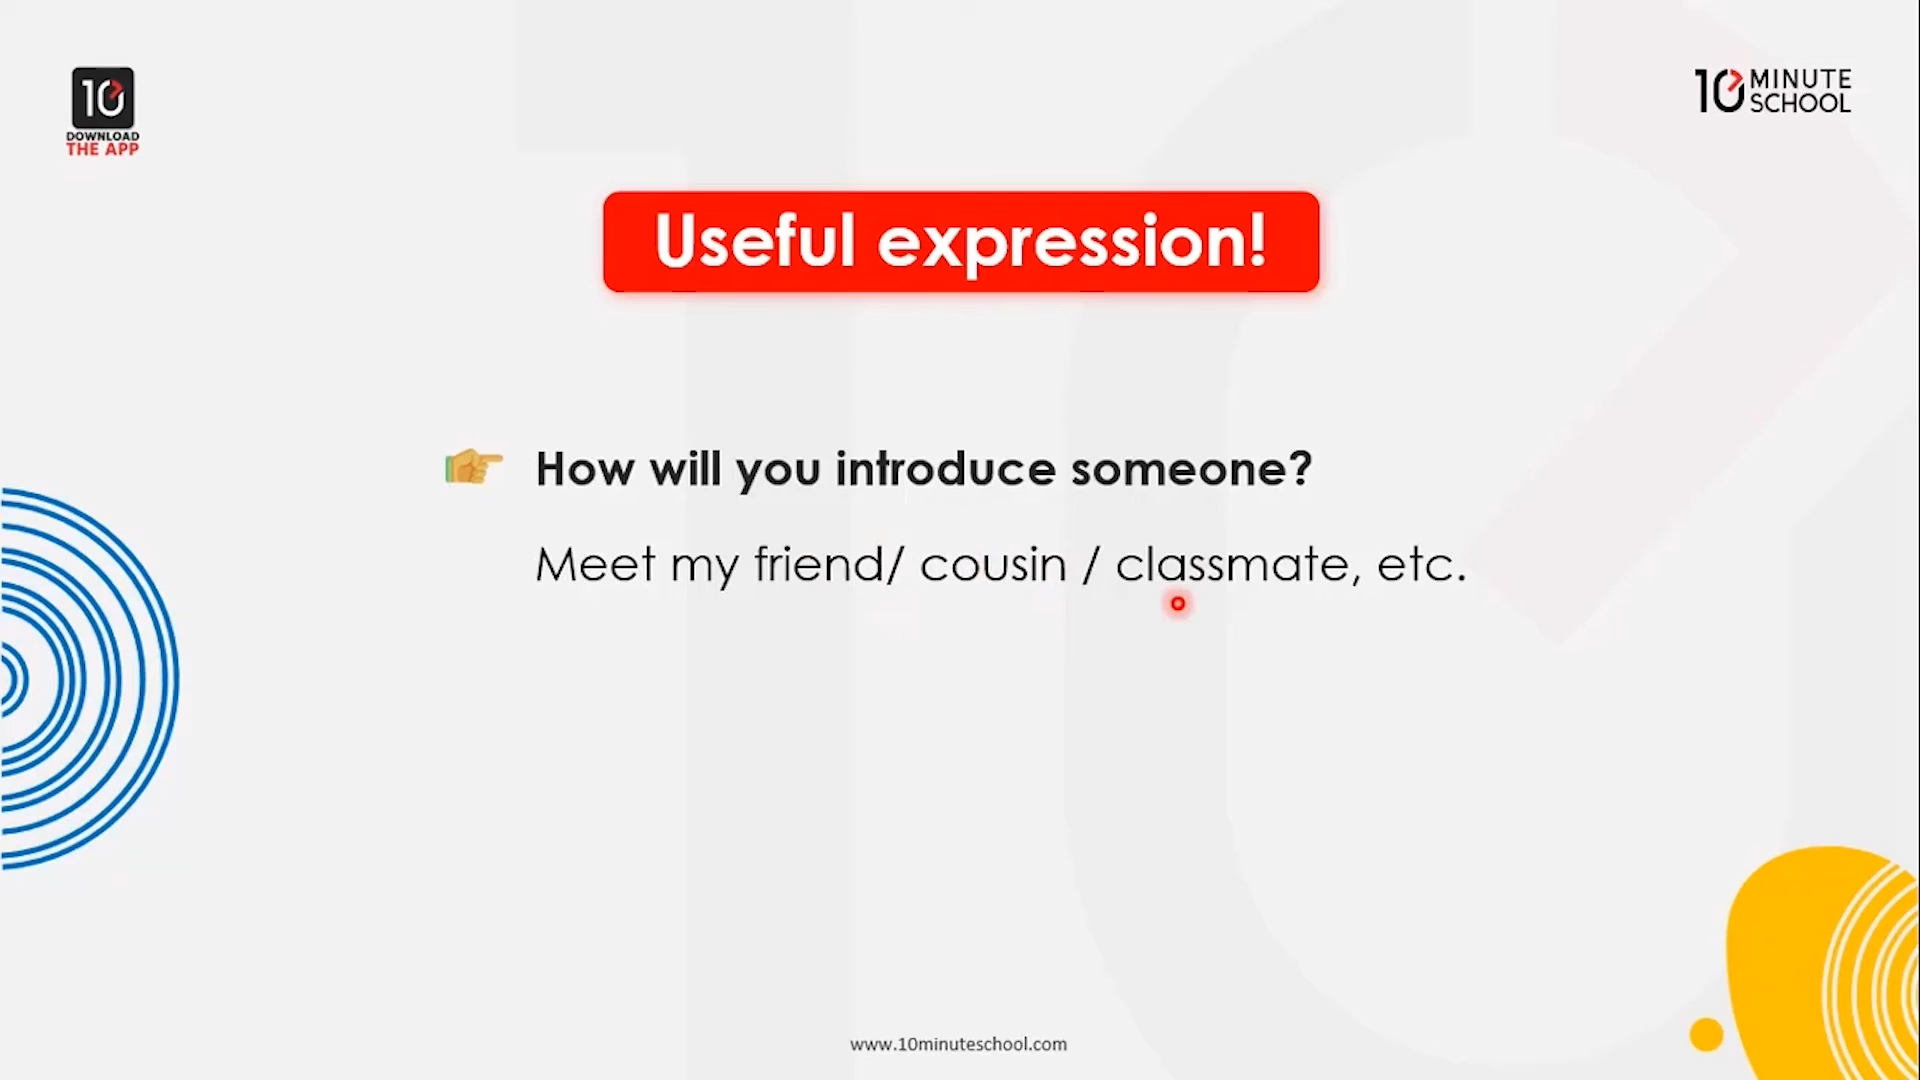 10
DOWNLOAD
THE APP
10 MINUTE
SCHOOL
Useful expression!
How will you introduce someone?
Meet my friend/ cousin / classmate, etc.
www.10minuteschool.com